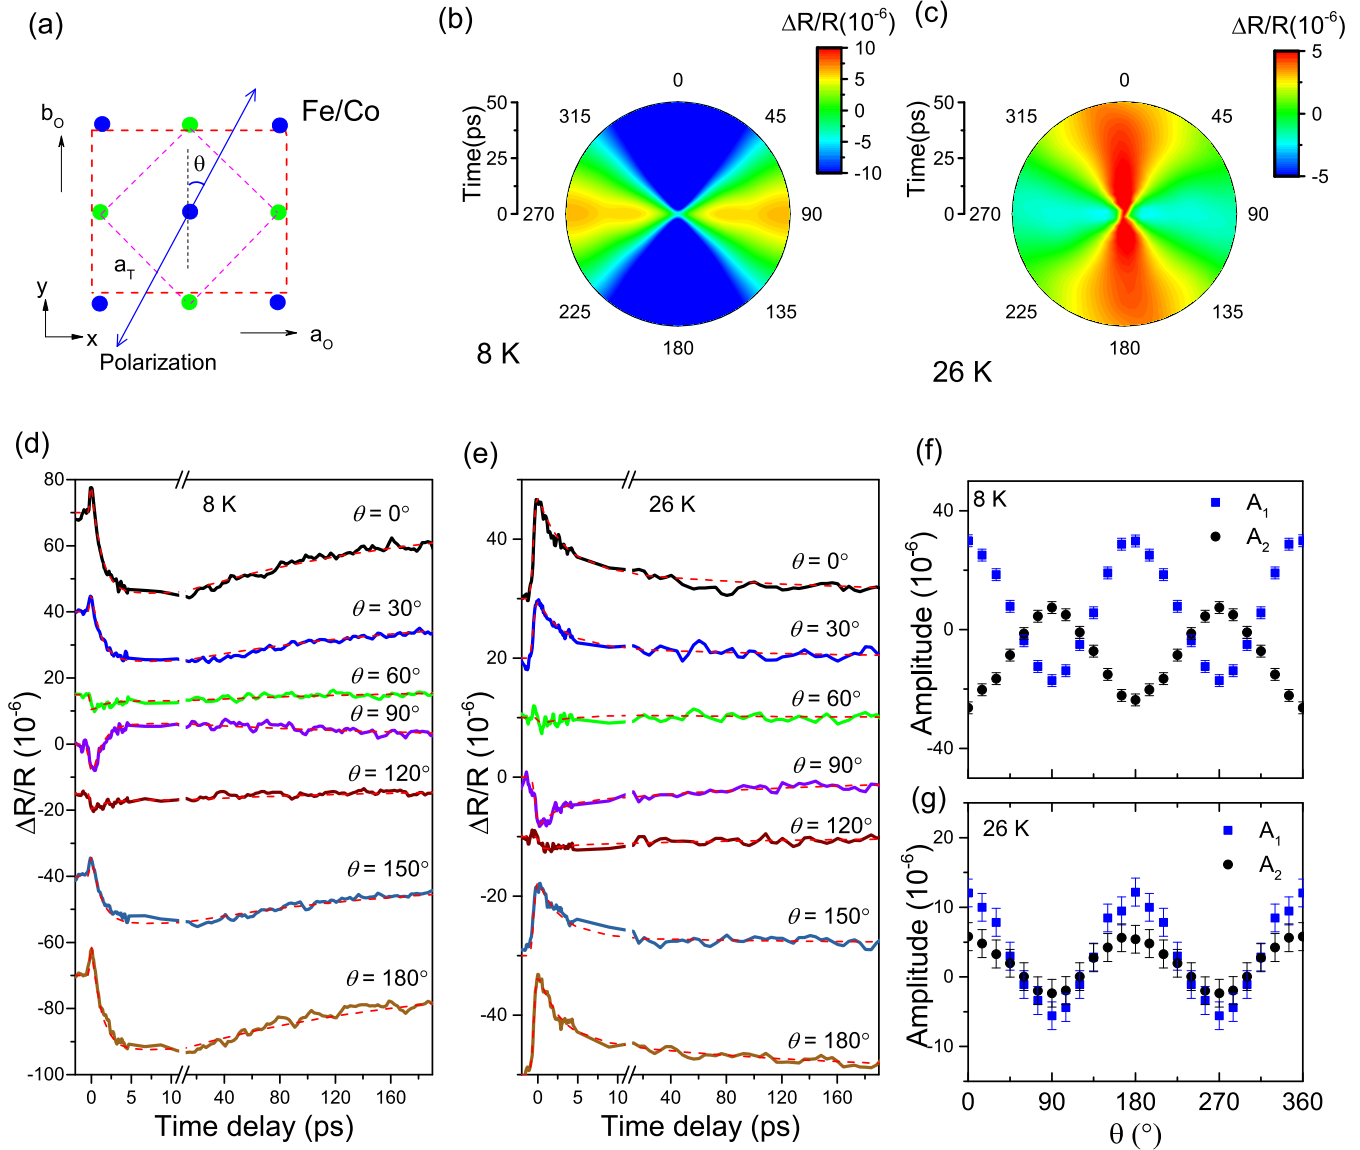 (a)
b_O
Fe/Co
θ
a_T
y
x
a_O
Polarization
(b)
ΔR/R(10^-6)
10
5
0
-5
-10
Time(ps)
50
25
0
0
45
90
135
180
225
270
315
8 K
(c)
ΔR/R(10^-6)
5
0
-5
Time(ps)
50
25
0
0
45
90
135
180
225
270
315
26 K
(d)
8 K
θ = 0°
θ = 30°
θ = 60°
θ = 90°
θ = 120°
θ = 150°
θ = 180°
80
60
40
20
0
-20
-40
-60
-80
-100
ΔR/R (10^-6)
0 5 10 40 80 120 160
Time delay (ps)
(e)
26 K
θ = 0°
θ = 30°
θ = 60°
θ = 90°
θ = 120°
θ = 150°
θ = 180°
40
20
0
-20
-40
ΔR/R (10^-6)
0 5 10 40 80 120 160
Time delay (ps)
(f)
8 K
A_1
A_2
40
0
-40
Amplitude (10^-6)
(g)
26 K
A_1
A_2
20
10
0
-10
Amplitude (10^-6)
0 90 180 270 360
θ (°)